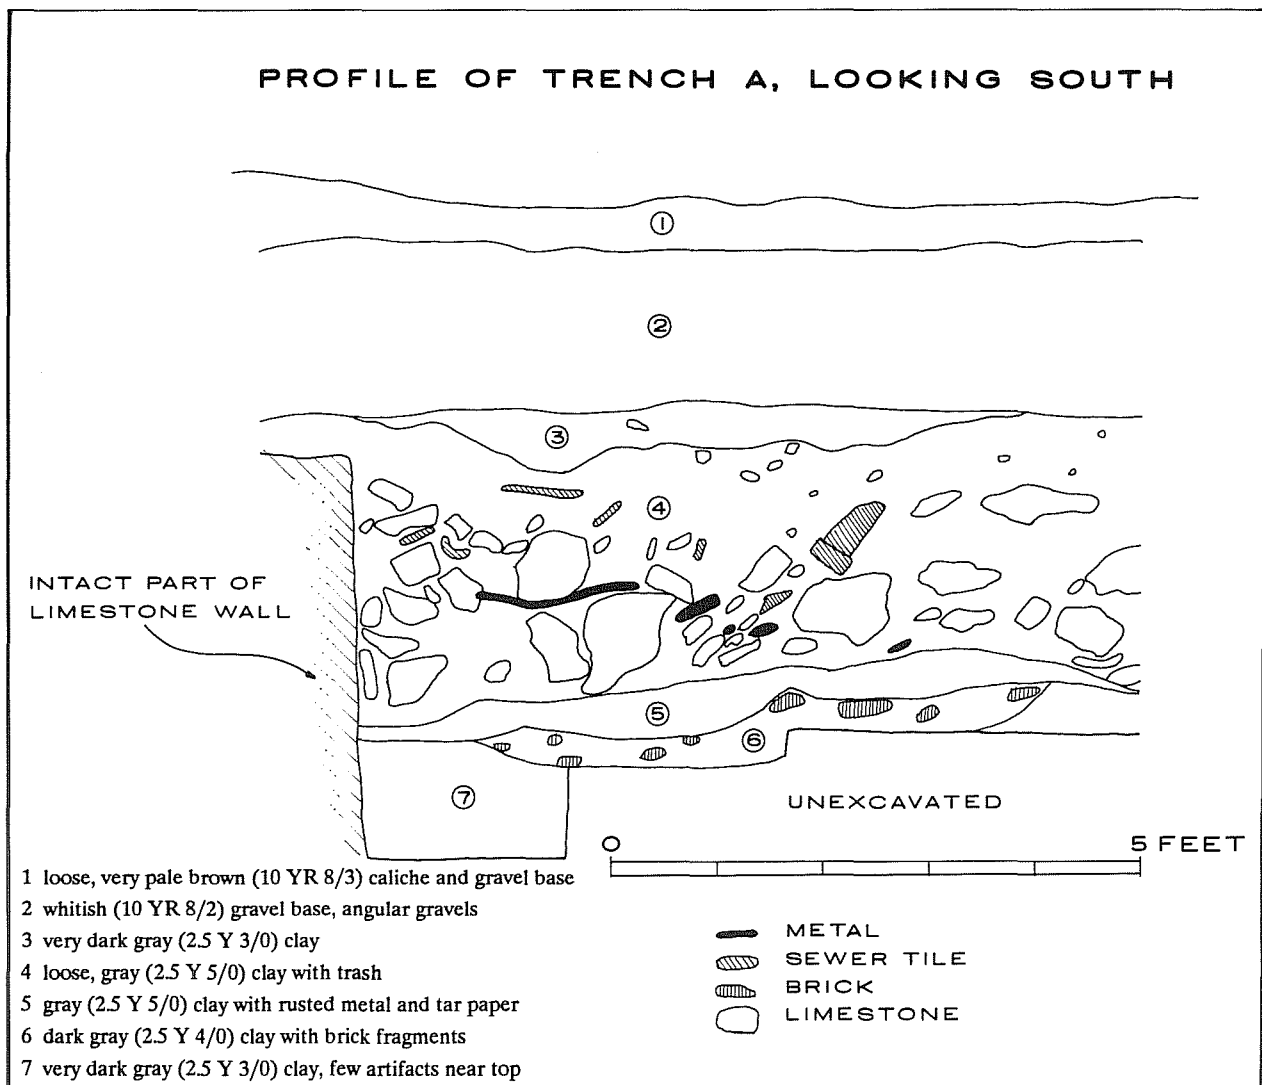 PROFILE OF TRENCH A, LOOKING SOUTH
1
2
3
4
INTACT PART OF
LIMESTONE WALL
5
6
7
UNEXCAVATED
0 5 FEET
1 loose, very pale brown (10 YR 8/3) caliche and gravel base
2 whitish (10 YR 8/2) gravel base, angular gravels
3 very dark gray (2.5 Y 3/0) clay
4 loose, gray (2.5 Y 5/0) clay with trash
5 gray (2.5 Y 5/0) clay with rusted metal and tar paper
6 dark gray (2.5 Y 4/0) clay with brick fragments
7 very dark gray (2.5 Y 3/0) clay, few artifacts near top
METAL
SEWER TILE
BRICK
LIMESTONE